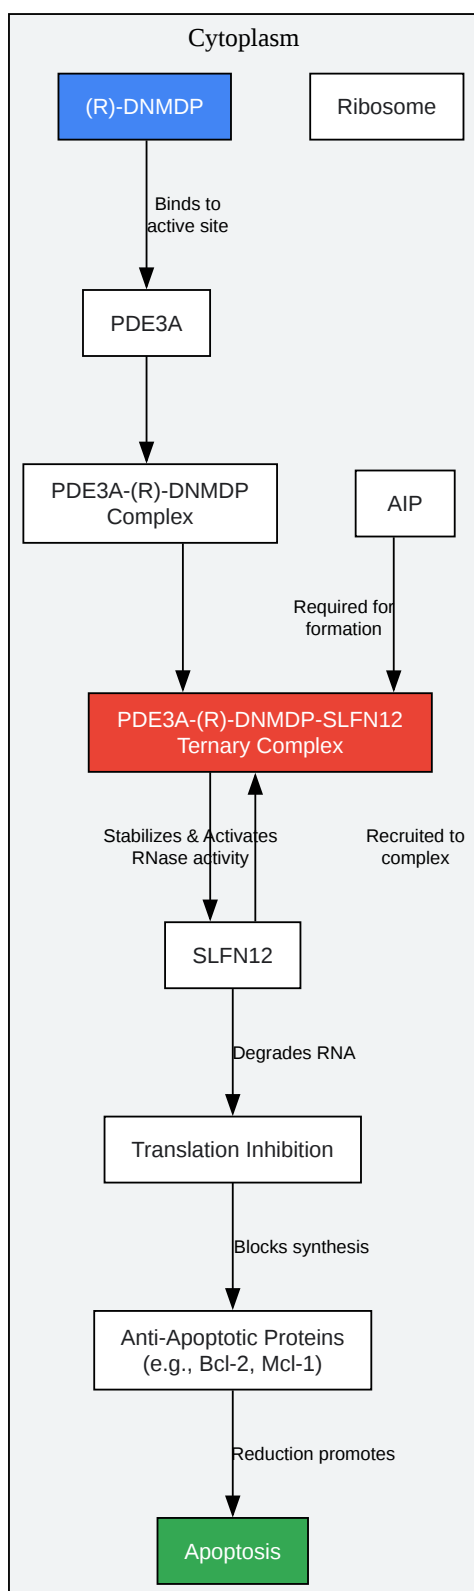 Cytoplasm
(R)-DNMDP
Ribosome
Binds to
active site
PDE3A
PDE3A-(R)-DNMDP
Complex
AIP
Required for
formation
PDE3A-(R)-DNMDP-SLFN12
Ternary Complex
Stabilizes & Activates
RNase activity
Recruited to
complex
SLFN12
Degrades RNA
Translation Inhibition
Blocks synthesis
Anti-Apoptotic Proteins
(e.g., Bcl-2, Mcl-1)
Reduction promotes
Apoptosis